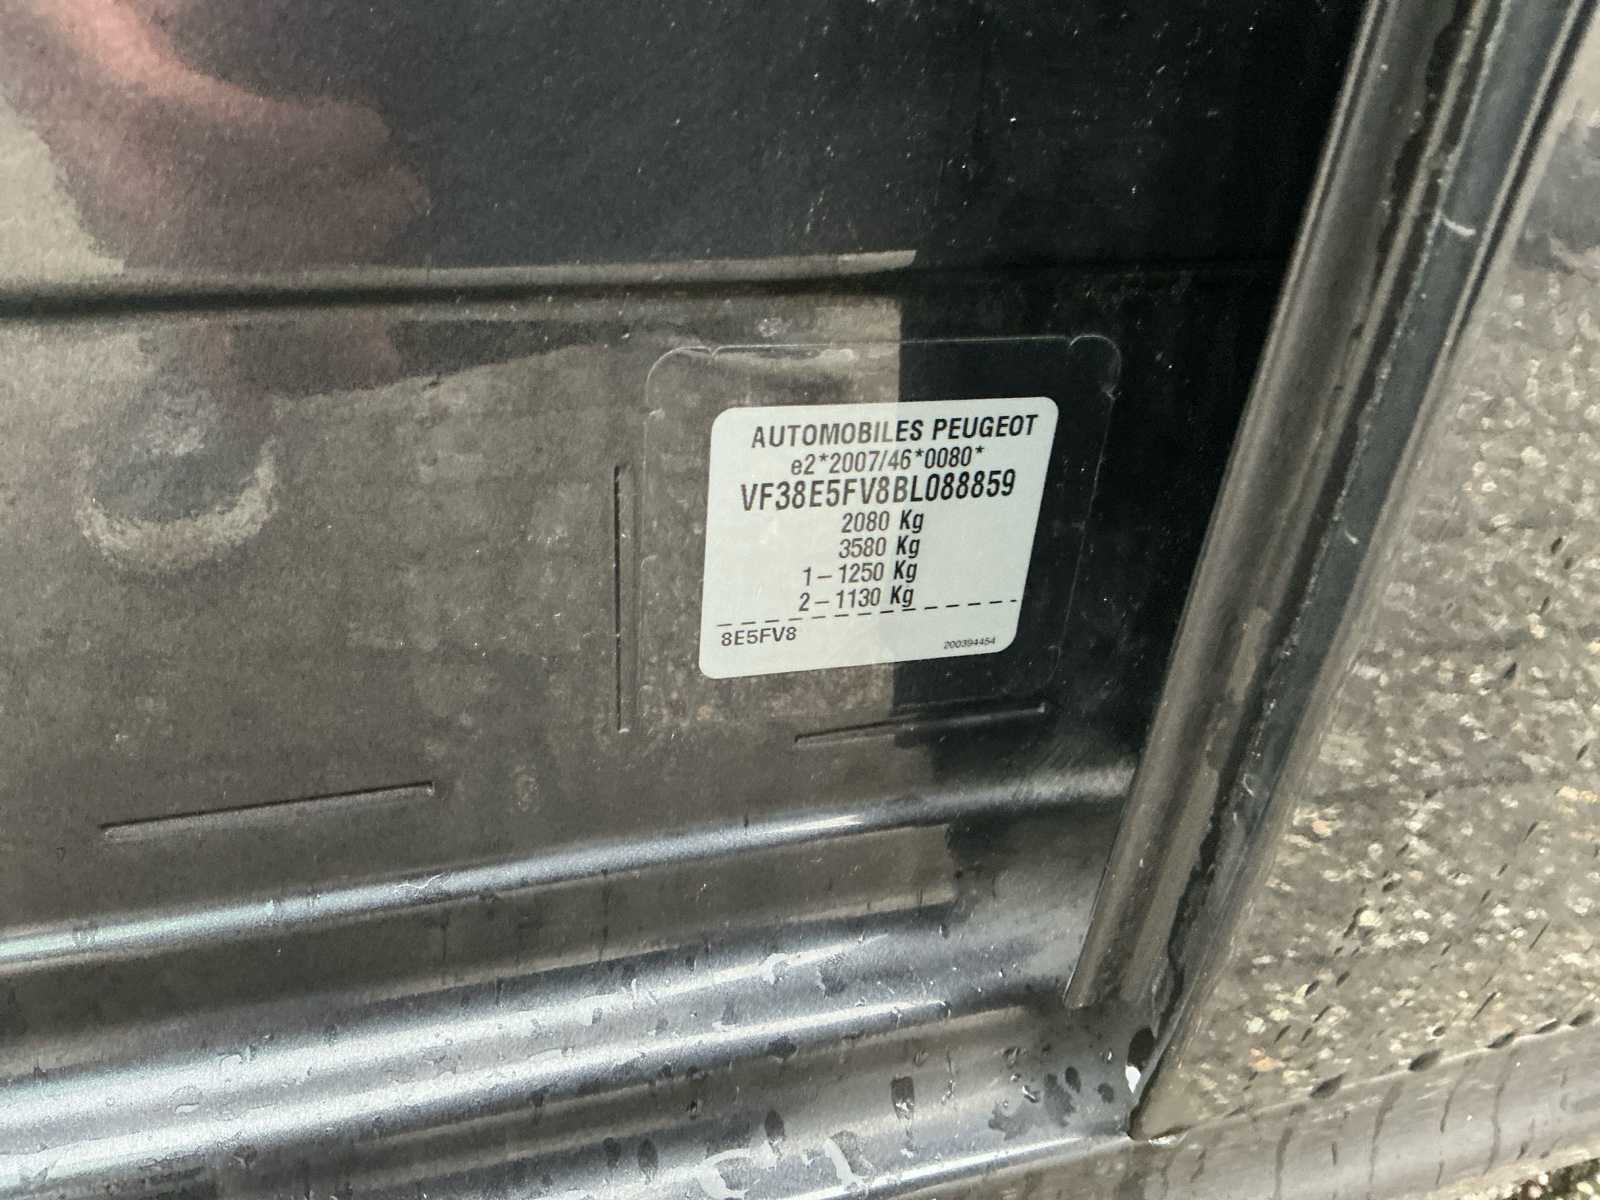 AUTOMOBILES PEUGEOT
e2*2007/46*0080*
VF38E5FV8BL088859
2080 Kg
3580 Kg
1-1250 Kg
2-1130 Kg
8E5FV8
200394454